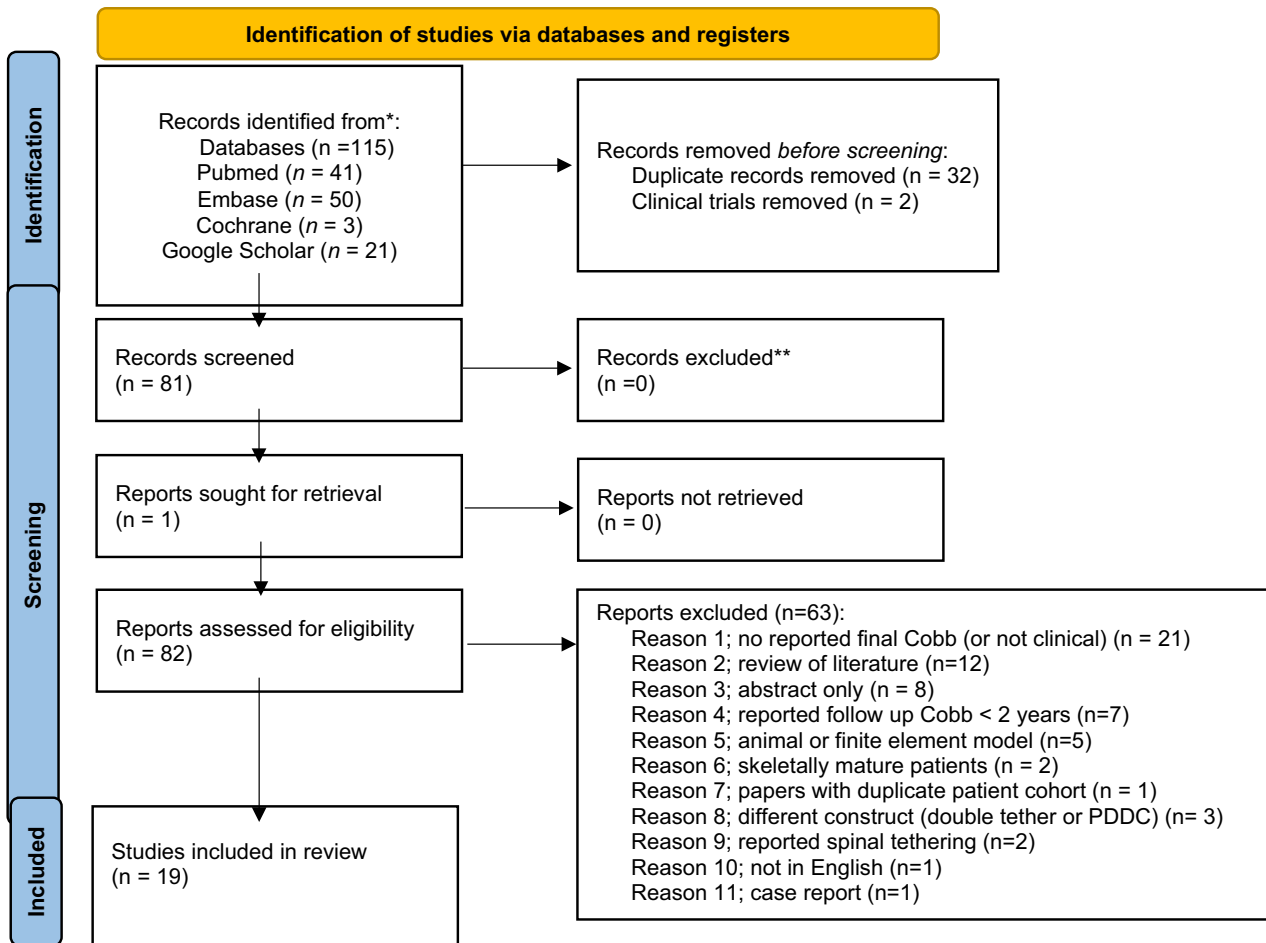 Identification of studies via databases and registers
Identification
Records identified from*:
Databases (n =115)
Pubmed (n = 41)
Embase (n = 50)
Cochrane (n = 3)
Google Scholar (n = 21)
Records removed before screening:
Duplicate records removed (n = 32)
Clinical trials removed (n = 2)
Screening
Records screened
(n = 81)
Records excluded**
(n =0)
Reports sought for retrieval
(n = 1)
Reports not retrieved
(n = 0)
Reports assessed for eligibility
(n = 82)
Reports excluded (n=63):
Reason 1; no reported final Cobb (or not clinical) (n = 21)
Reason 2; review of literature (n=12)
Reason 3; abstract only (n = 8)
Reason 4; reported follow up Cobb < 2 years (n=7)
Reason 5; animal or finite element model (n=5)
Reason 6; skeletally mature patients (n = 2)
Reason 7; papers with duplicate patient cohort (n = 1)
Reason 8; different construct (double tether or PDDC) (n= 3)
Reason 9; reported spinal tethering (n=2)
Reason 10; not in English (n=1)
Reason 11; case report (n=1)
Included
Studies included in review
(n = 19)